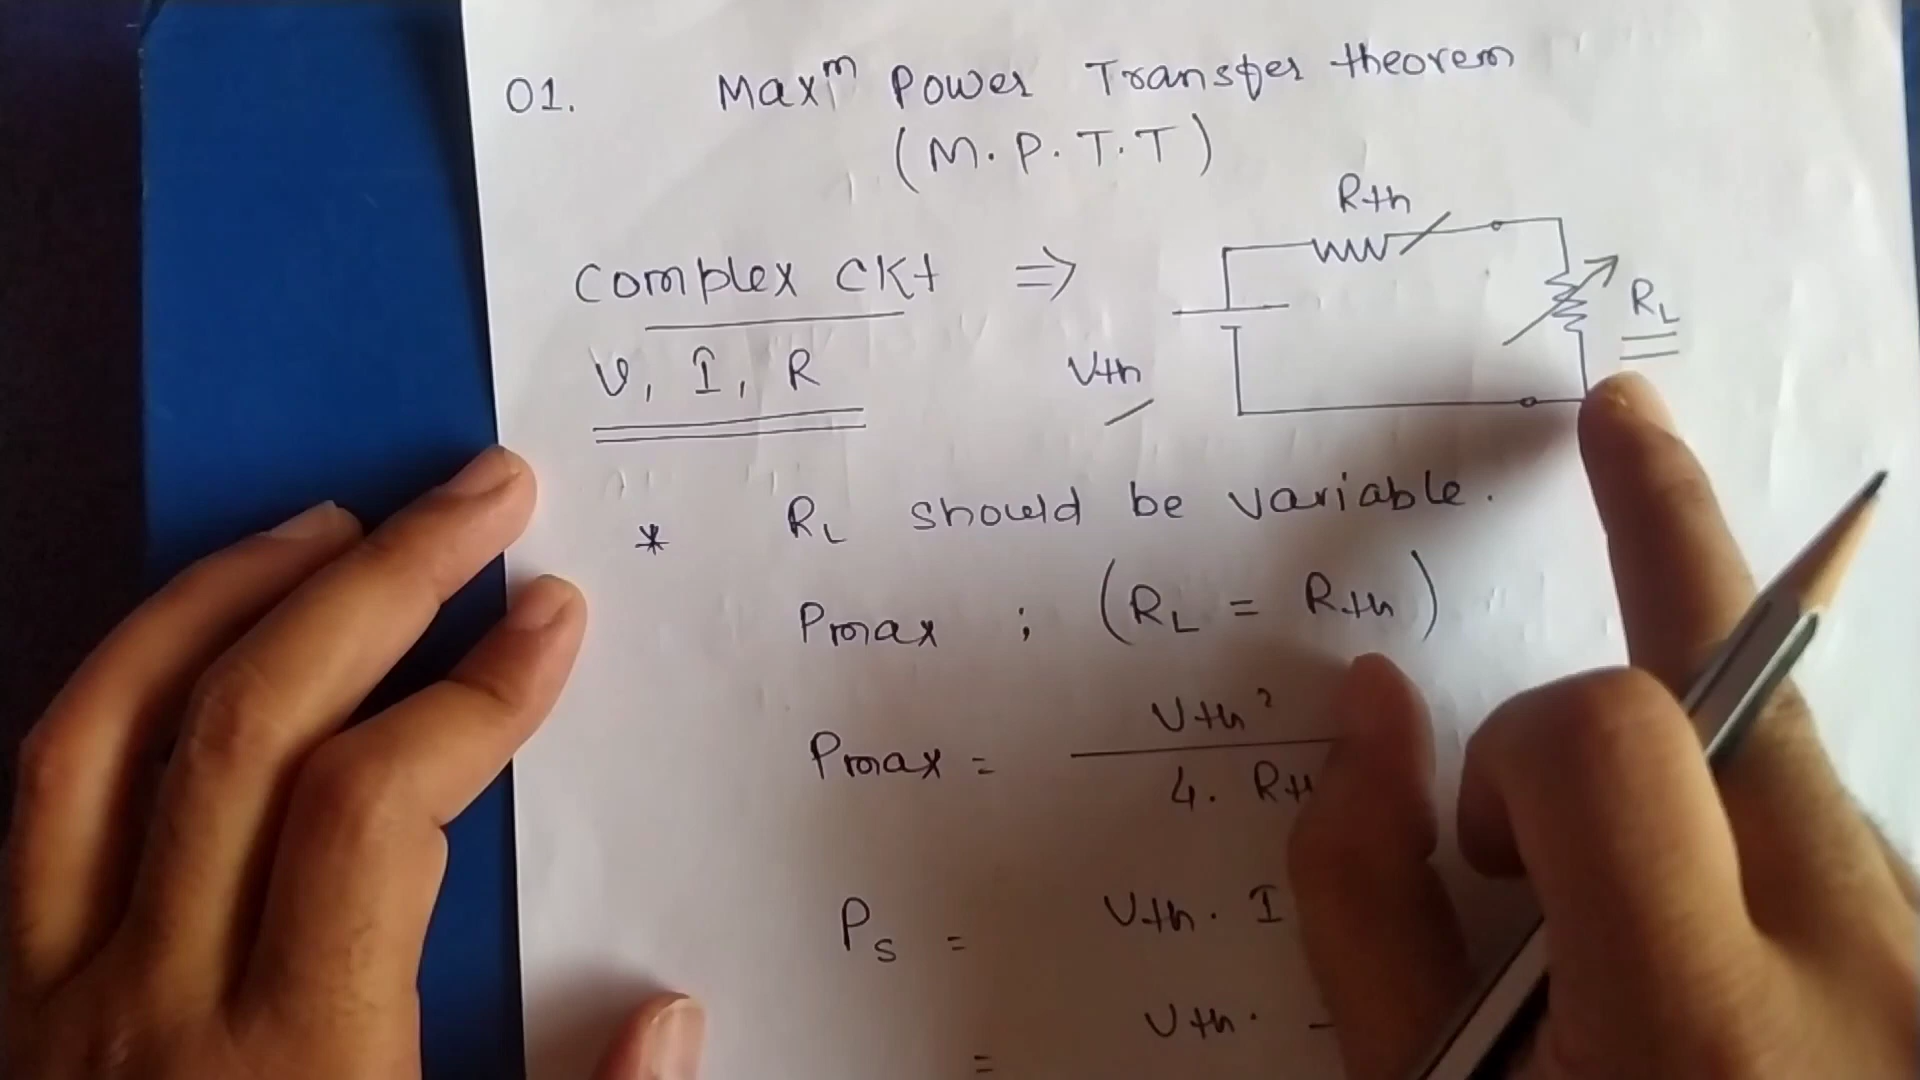 01. Maxᵐ Power Transfer theorem
(M.P.T.T)
Complex CKt ⇒
V, I, R
Rth
Vth
RL
* RL should be variable.
Pmax ; (RL = Rth)
Pmax = Vth²
4. Rth
Ps = Vth. I
= Vth.